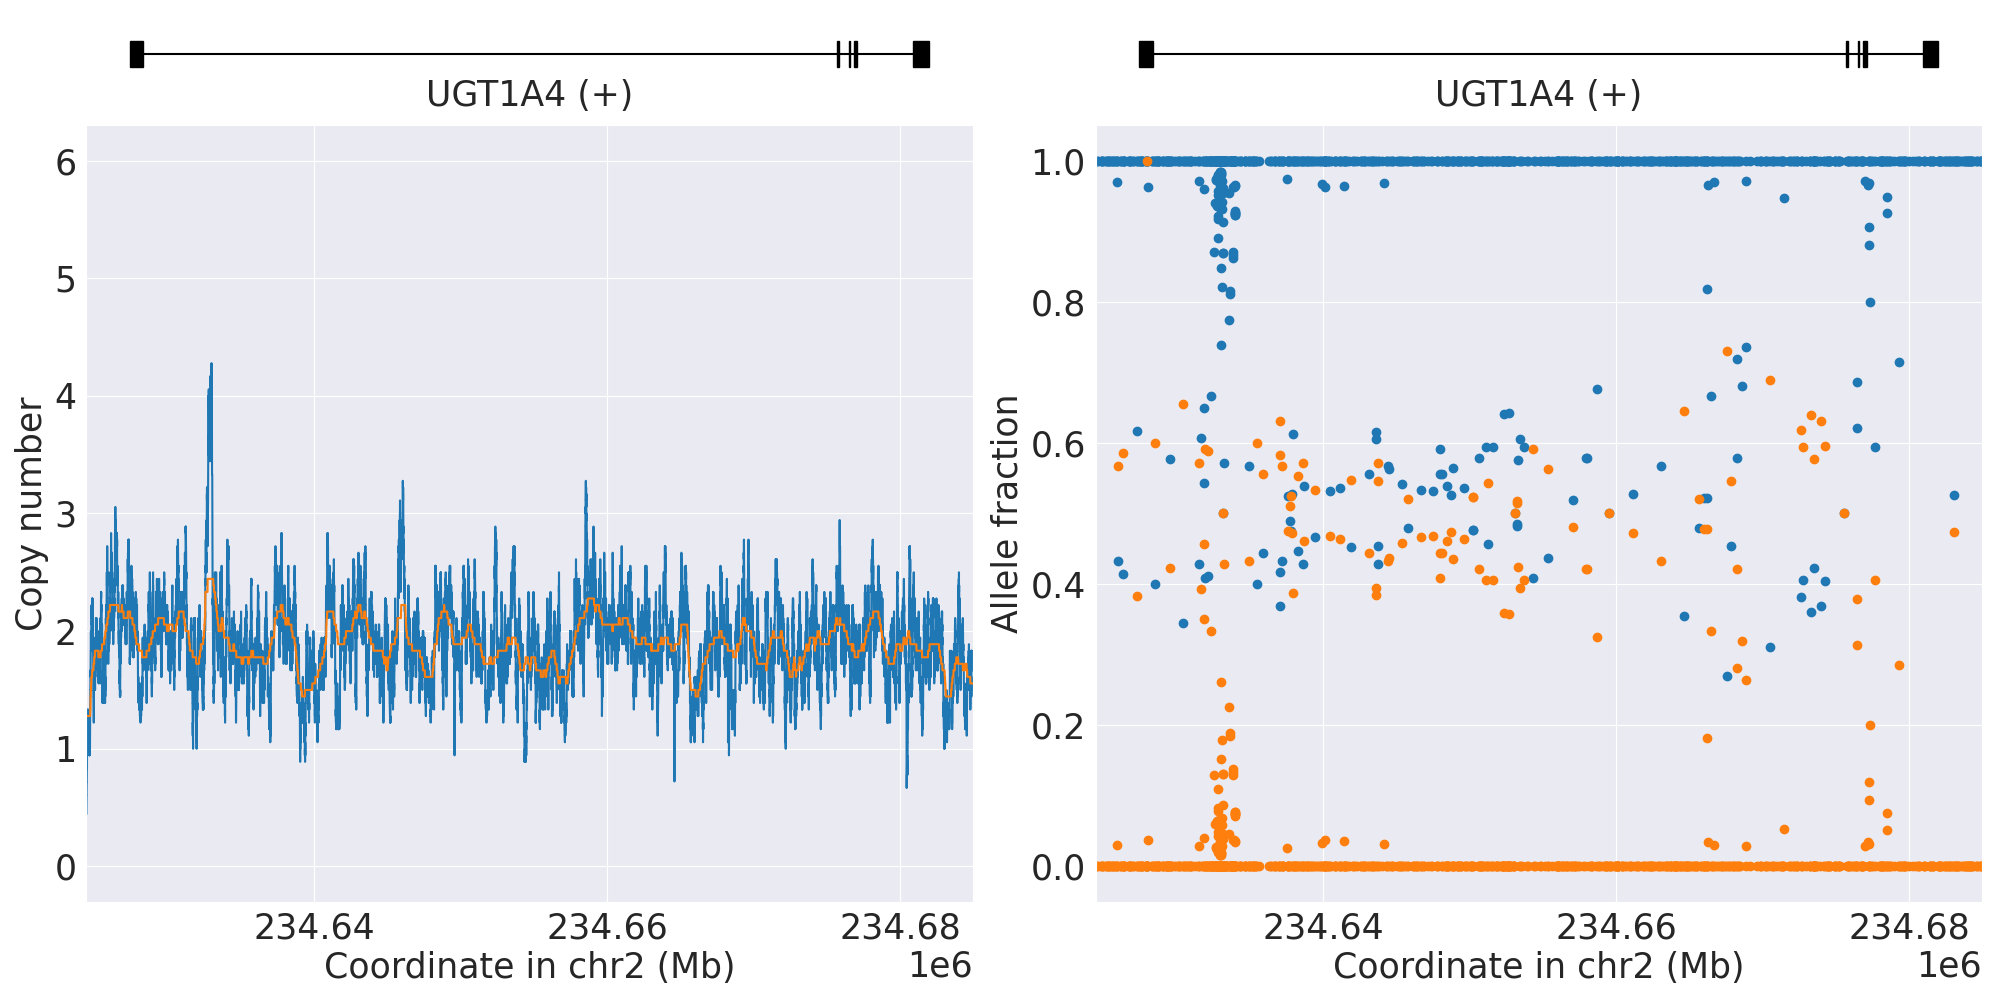 UGT1A4 (+)
6
5
4
3
2
1
0
Copy number
234.64 234.66 234.68
1e6
Coordinate in chr2 (Mb)
UGT1A4 (+)
1.0
0.8
0.6
0.4
0.2
0.0
Allele fraction
234.64 234.66 234.68
1e6
Coordinate in chr2 (Mb)